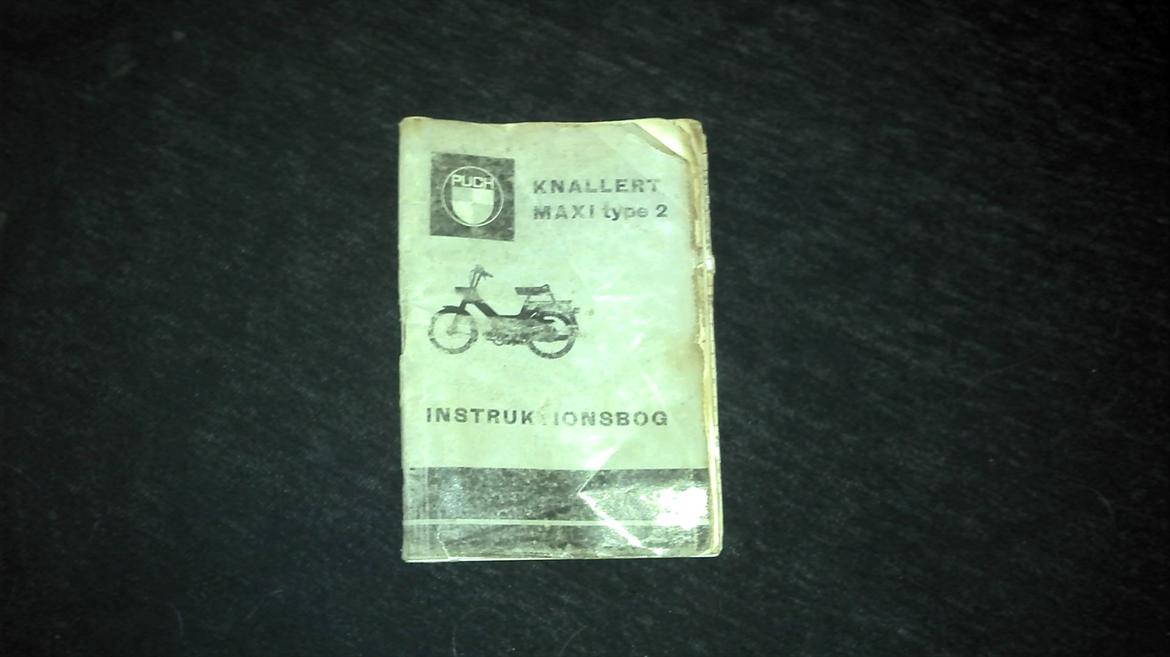 PUCH
KNALLERT
MAXI type 2
INSTRUKTIONSBOG